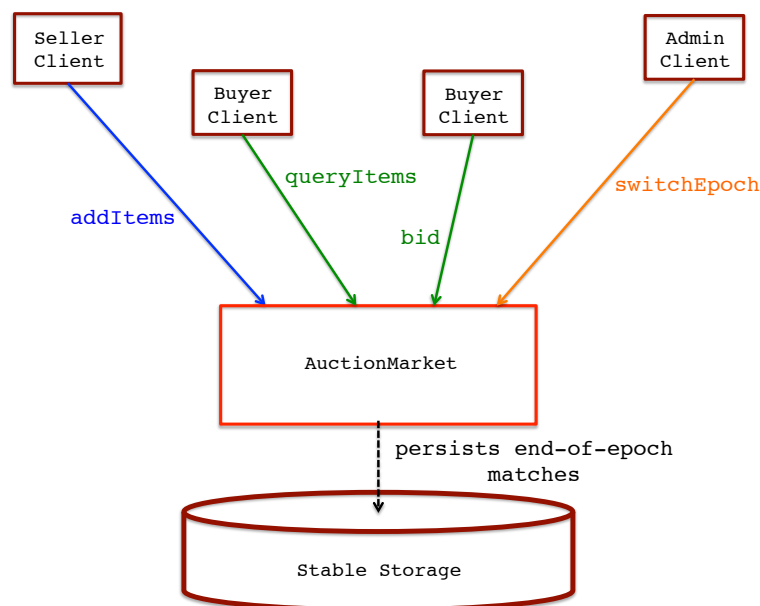 Seller
Client
Admin
Client
Buyer
Client
Buyer
Client
queryItems
switchEpoch
addItems
bid
AuctionMarket
persists end-of-epoch
matches
Stable Storage